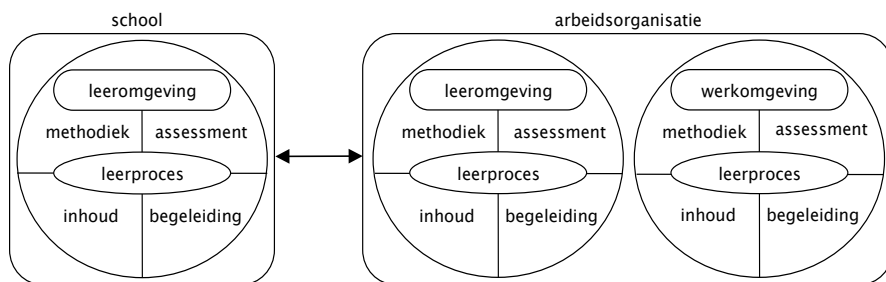 school
leeromgeving
methodiek assessment
leerproces
inhoud begeleiding
arbeidsorganisatie
leeromgeving
methodiek assessment
leerproces
inhoud begeleiding
werkomgeving
methodiek assessment
leerproces
inhoud begeleiding